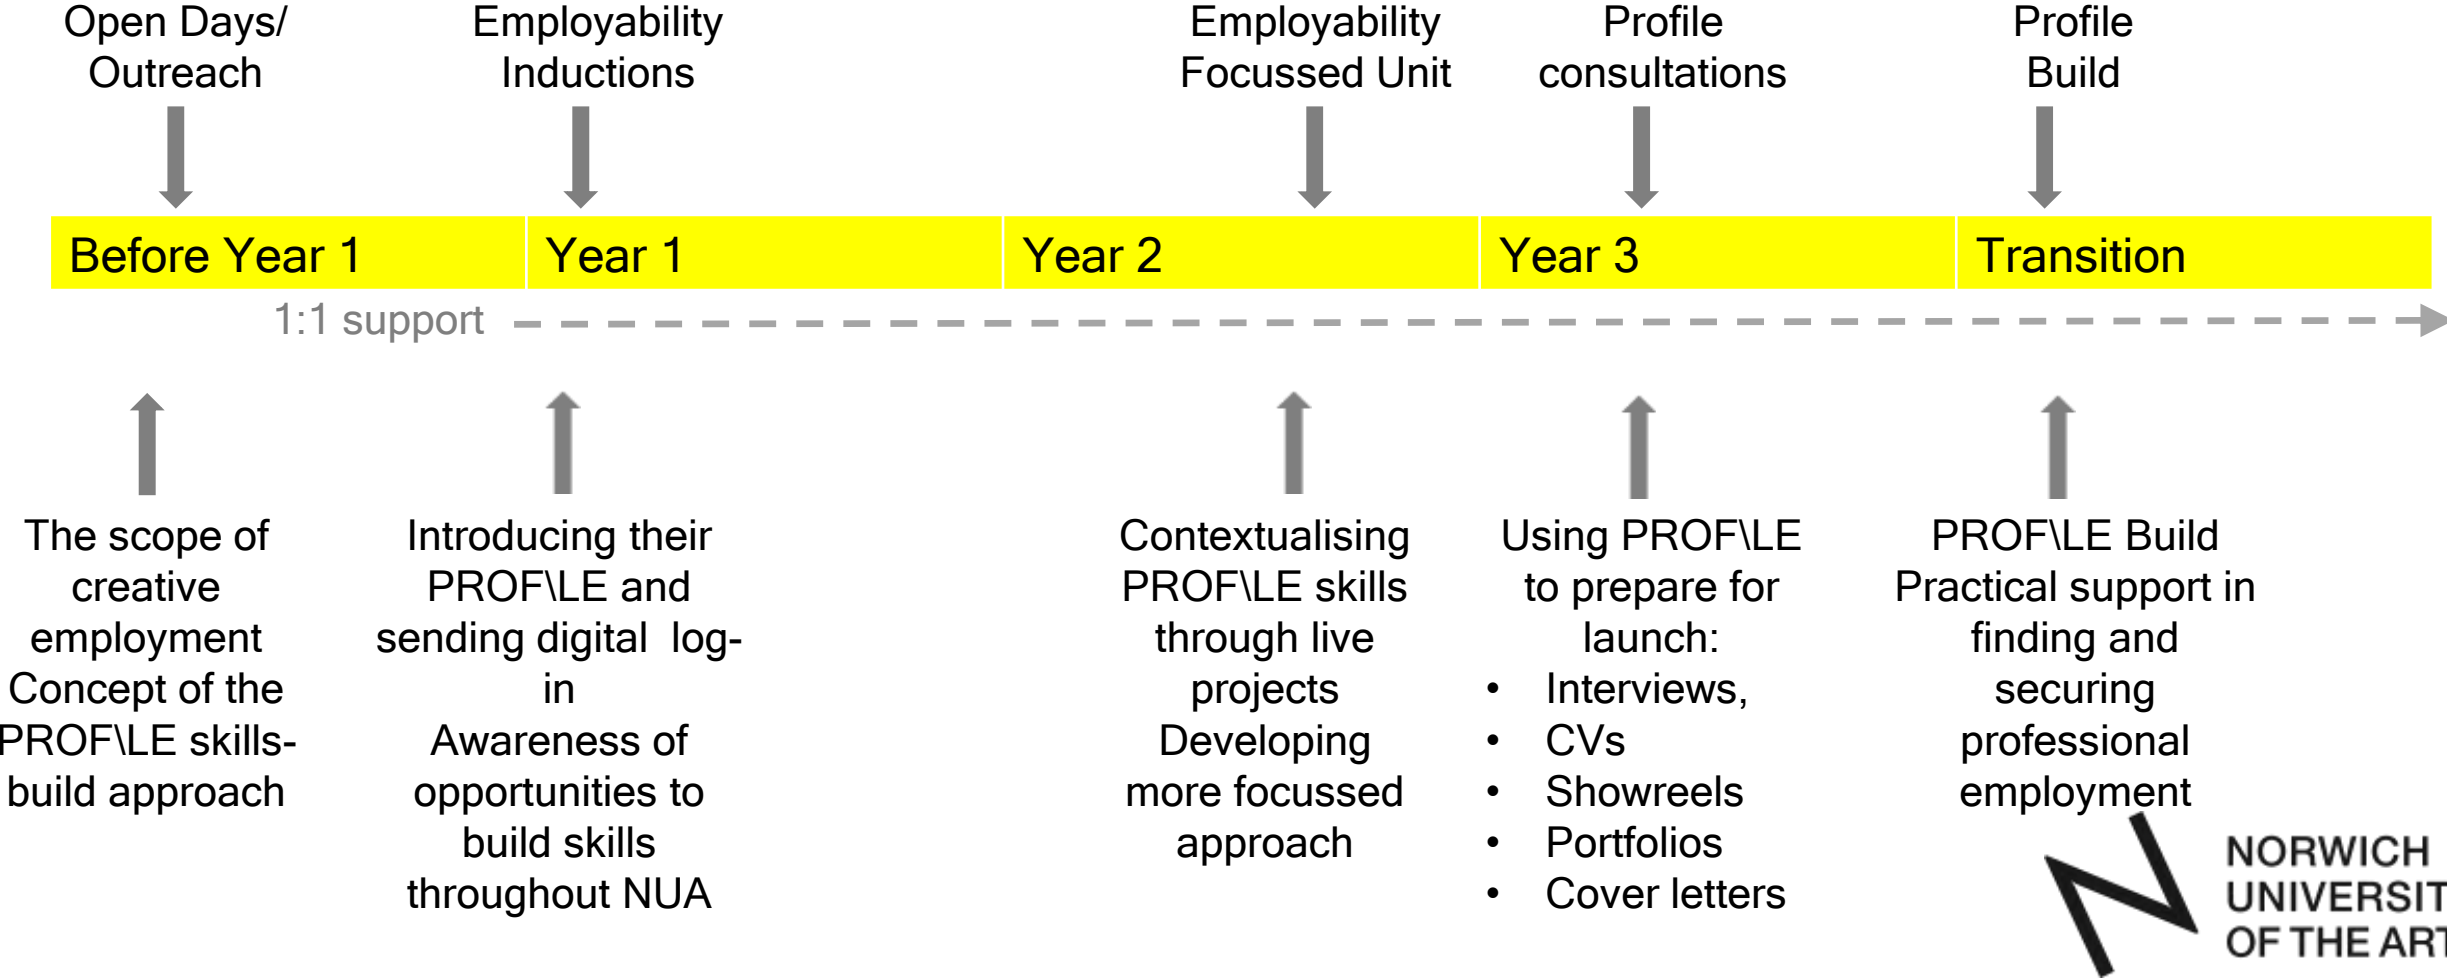 Open Days/
Outreach
Employability
Inductions
Employability
Focussed Unit
Profile
consultations
Profile
Build
Before Year 1
Year 1
Year 2
Year 3
Transition
1:1 support
The scope of
creative
employment
Concept of the
PROF\LE skills-
build approach
Introducing their
PROF\LE and
sending digital  log-
in
Awareness of
opportunities to
build skills
throughout NUA
Contextualising
PROF\LE skills
through live
projects
Developing
more focussed
approach
Using PROF\LE
to prepare for
launch:
• Interviews,
• CVs
• Showreels
• Portfolios
• Cover letters
PROF\LE Build
Practical support in
finding and
securing
professional
employment
NORWICH
UNIVERSIT
OF THE ART